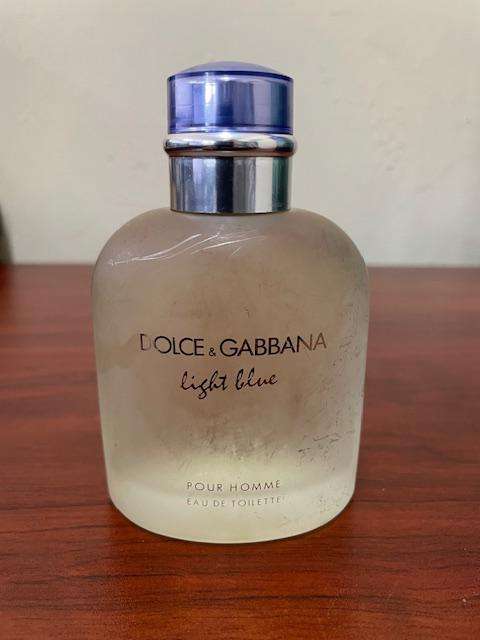 DOLCE & GABBANA
light blue
POUR HOMME
EAU DE TOILETTE